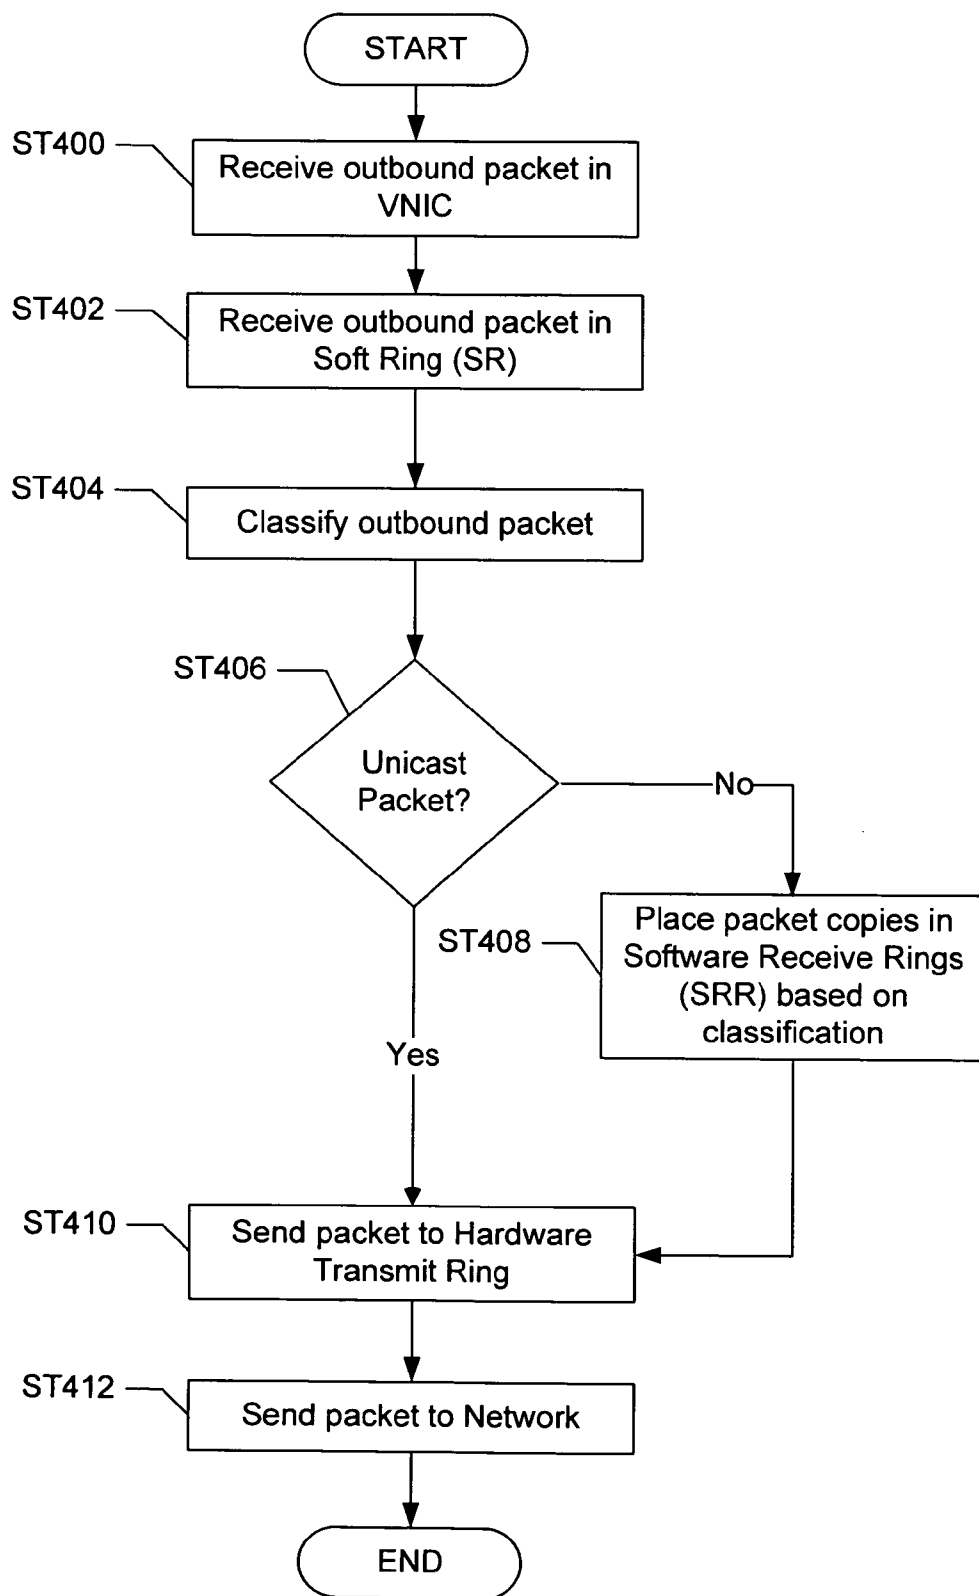 START
ST400
Receive outbound packet in
VNIC
ST402
Receive outbound packet in
Soft Ring (SR)
ST404
Classify outbound packet
ST406
Unicast
Packet?
No
ST408
Place packet copies in
Software Receive Rings
(SRR) based on
classification
Yes
ST410
Send packet to Hardware
Transmit Ring
ST412
Send packet to Network
END